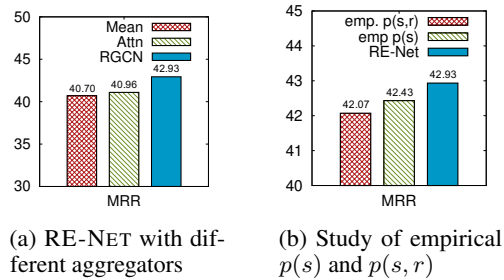 Mean
Attn
RGCN
50
45
40
35
30
40.70
40.96
42.93
MRR
(a) RE-NET with dif-
ferent aggregators
emp. p(s,r)
emp p(s)
RE-Net
45
44
43
42
41
40
42.07
42.43
42.93
MRR
(b) Study of empirical
p(s) and p(s, r)